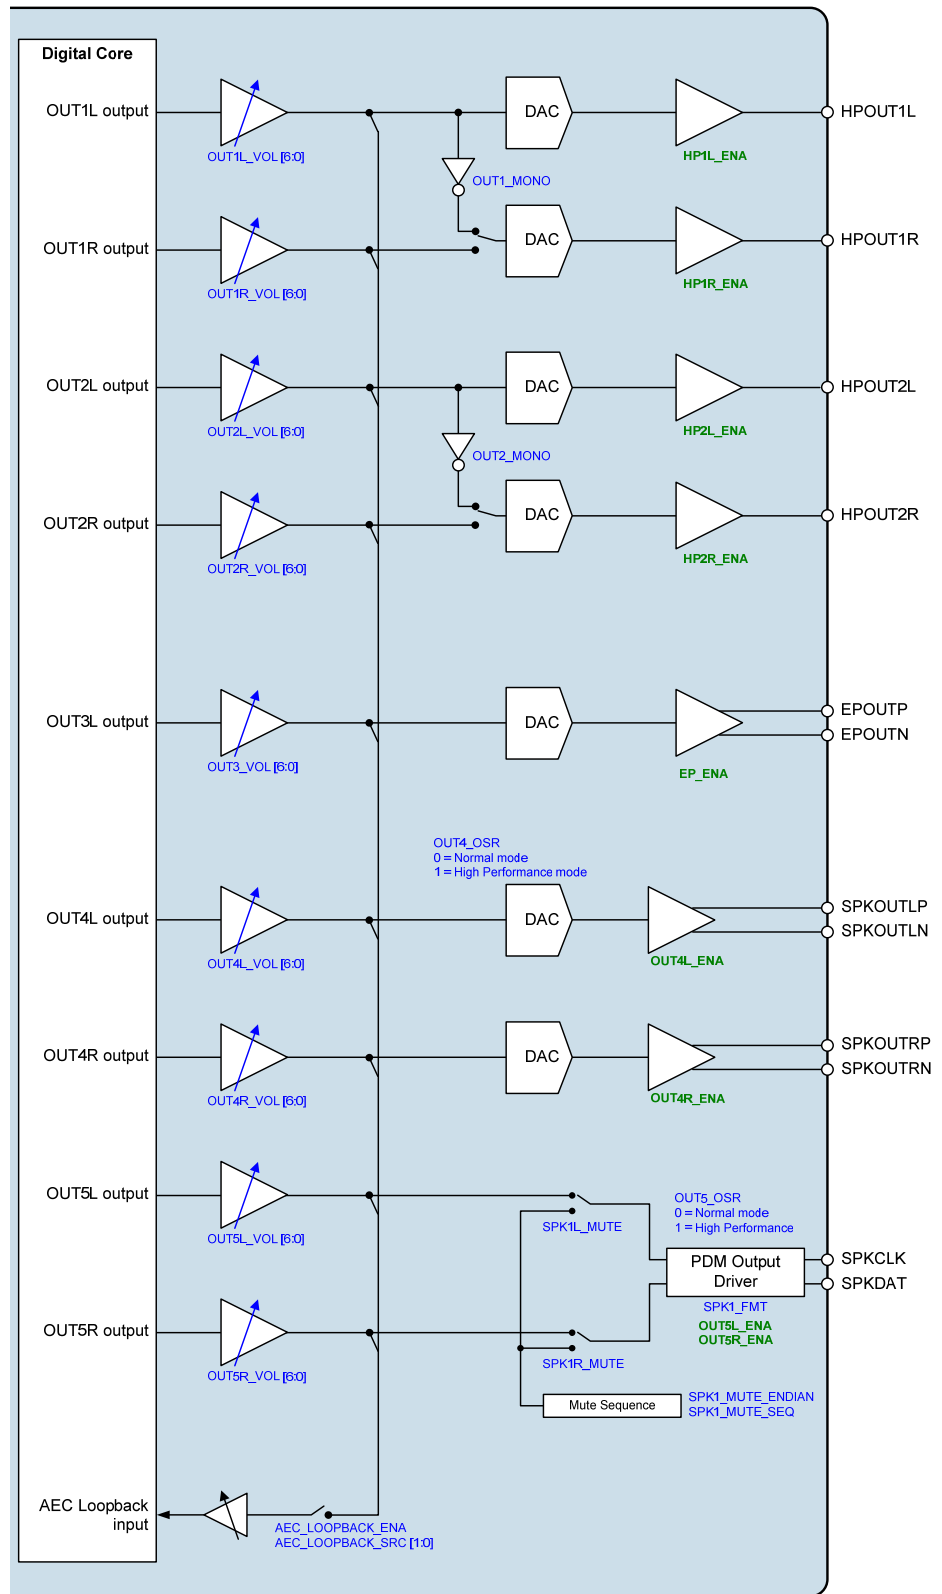 Digital Core
OUT1L output
OUT1L_VOL [6:0]
DAC
HP1L_ENA
HPOUT1L
OUT1_MONO
OUT1R output
OUT1R_VOL [6:0]
DAC
HP1R_ENA
HPOUT1R
OUT2L output
OUT2L_VOL [6:0]
DAC
HP2L_ENA
HPOUT2L
OUT2_MONO
OUT2R output
OUT2R_VOL [6:0]
DAC
HP2R_ENA
HPOUT2R
OUT3L output
OUT3_VOL [6:0]
DAC
EP_ENA
EPOUTP
EPOUTN
OUT4_OSR
0 = Normal mode
1 = High Performance mode
OUT4L output
OUT4L_VOL [6:0]
DAC
OUT4L_ENA
SPKOUTLP
SPKOUTLN
OUT4R output
OUT4R_VOL [6:0]
DAC
OUT4R_ENA
SPKOUTRP
SPKOUTRN
OUT5L output
OUT5L_VOL [6:0]
SPK1L_MUTE
OUT5_OSR
0 = Normal mode
1 = High Performance
PDM Output
Driver
SPKCLK
SPKDAT
SPK1_FMT
OUT5L_ENA
OUT5R_ENA
OUT5R output
OUT5R_VOL [6:0]
SPK1R_MUTE
Mute Sequence
SPK1_MUTE_ENDIAN
SPK1_MUTE_SEQ
AEC Loopback
input
AEC_LOOPBACK_ENA
AEC_LOOPBACK_SRC [1:0]